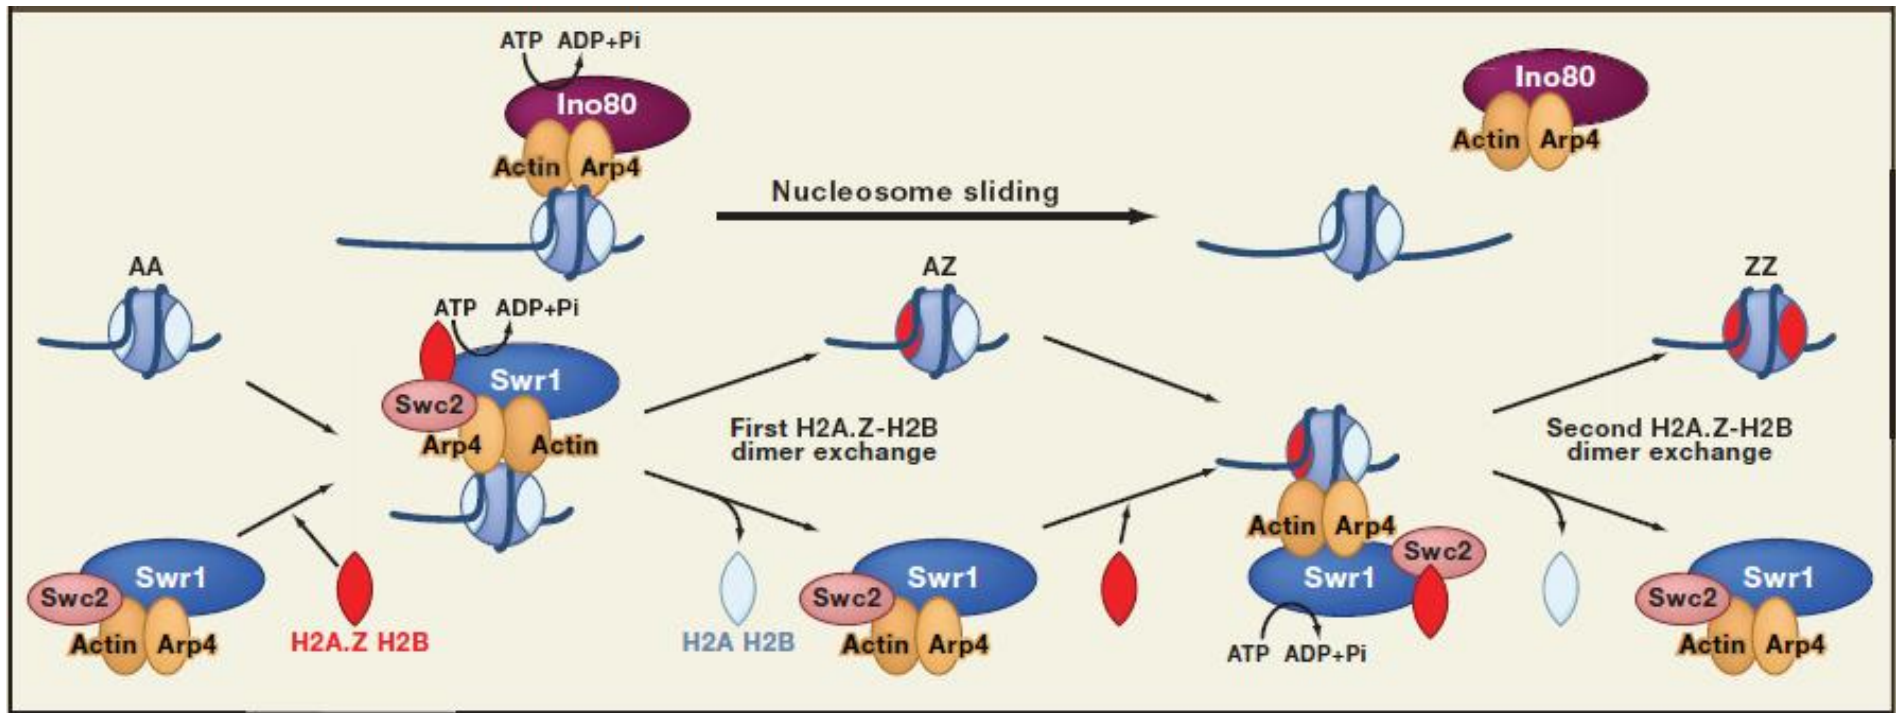 ATP ADP+Pi
Ino80
Actin Arp4
Nucleosome sliding
Ino80
Actin Arp4
AA
AZ
ZZ
ATP ADP+Pi
Swr1
Swc2
Arp4 Actin
First H2A.Z-H2B
dimer exchange
Second H2A.Z-H2B
dimer exchange
Swr1
Swc2
Actin Arp4
H2A.Z H2B
H2A H2B
Swr1
Swc2
Actin Arp4
Actin Arp4
Swc2
Swr1
ATP ADP+Pi
Swr1
Swc2
Actin Arp4